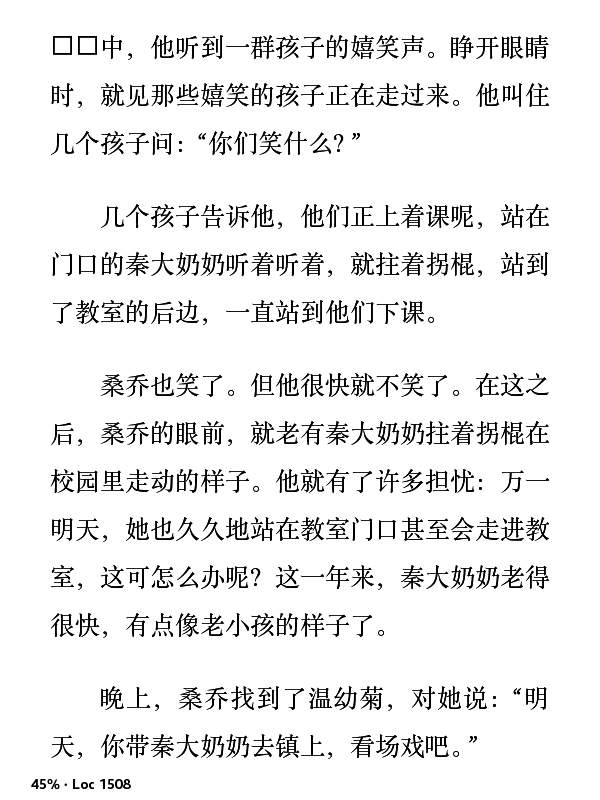 □□中，他听到一群孩子的嬉笑声。睁开眼睛
时，就见那些嬉笑的孩子正在走过来。他叫住
几个孩子问：“你们笑什么？”
几个孩子告诉他，他们正上着课呢，站在
门口的秦大奶奶听着听着，就拄着拐棍，站到
了教室的后边，一直站到他们下课。
桑乔也笑了。但他很快就不笑了。在这之
后，桑乔的眼前，就老有秦大奶奶拄着拐棍在
校园里走动的样子。他就有了许多担忧：万一
明天，她也久久地站在教室门口甚至会走进教
室，这可怎么办呢？这一年来，秦大奶奶老得
很快，有点像老小孩的样子了。
晚上，桑乔找到了温幼菊，对她说：“明
天，你带秦大奶奶去镇上，看场戏吧。”
45% · Loc 1508